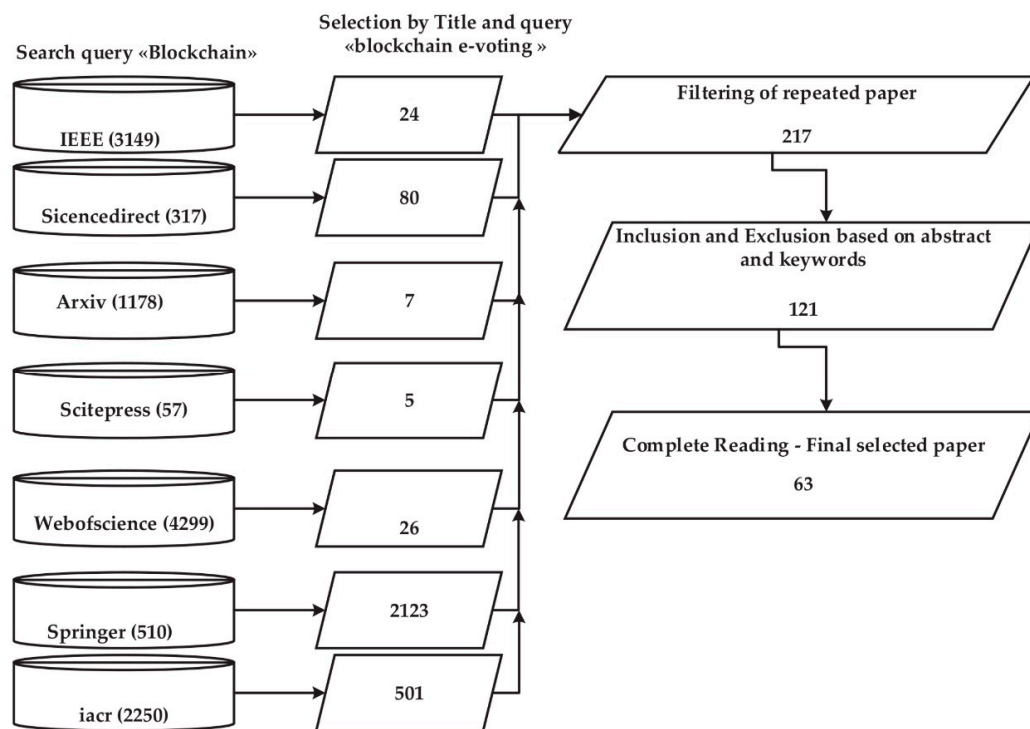 Search query «Blockchain»
Selection by Title and query
«blockchain e-voting »
IEEE (3149)
24
Sicencedirect (317)
80
Arxiv (1178)
7
Scitepress (57)
5
Webofscience (4299)
26
Springer (510)
2123
iacr (2250)
501
Filtering of repeated paper
217
Inclusion and Exclusion based on abstract
and keywords
121
Complete Reading - Final selected paper
63